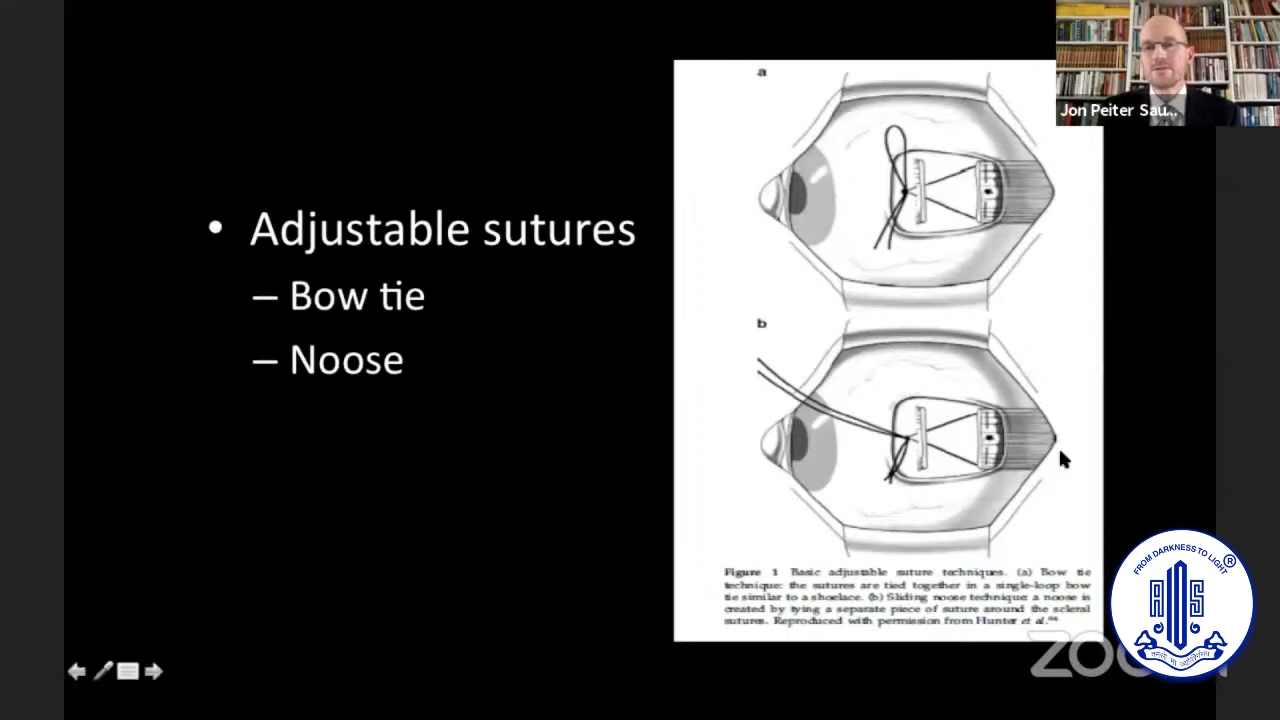 a
Jon Peiter Sau...
• Adjustable sutures
– Bow tie
– Noose
b
Figure 1 Basic adjustable suture techniques. (a) Bow tie
technique: the sutures are tied together in a single-loop bow
tie similar to a shoelace. (b) Sliding noose technique: a noose is
created by tying a separate piece of suture around the scleral
sutures. Reproduced with permission from Hunter et al.
FROM DARKNESS TO LIGHT
®
zoom